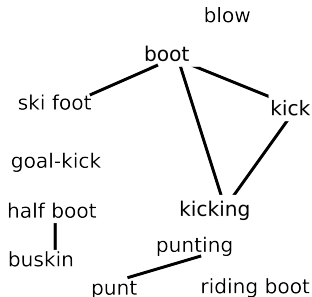 blow
boot
ski foot
kick
goal-kick
half boot
kicking
punting
buskin
punt
riding boot